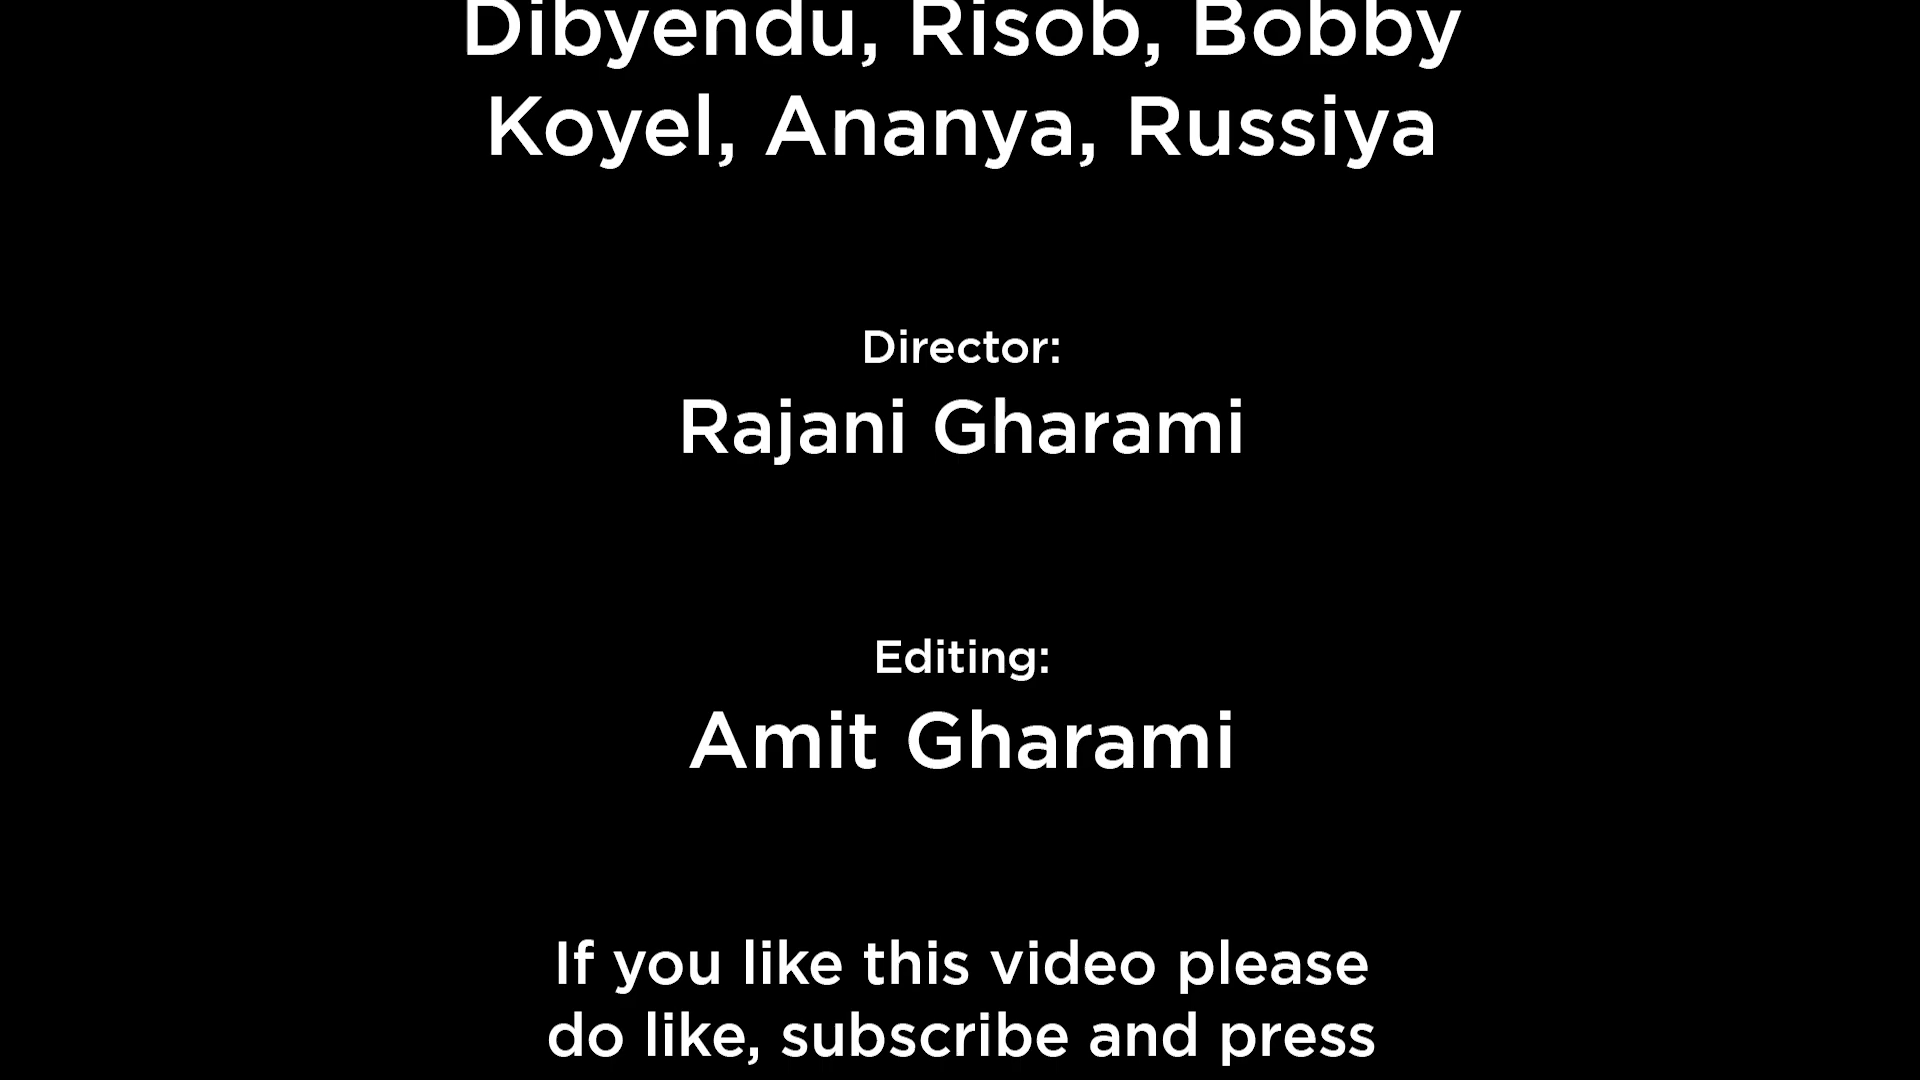 Dibyendu, Risob, Bobby
Koyel, Ananya, Russiya
Director:
Rajani Gharami
Editing:
Amit Gharami
If you like this video please
do like, subscribe and press